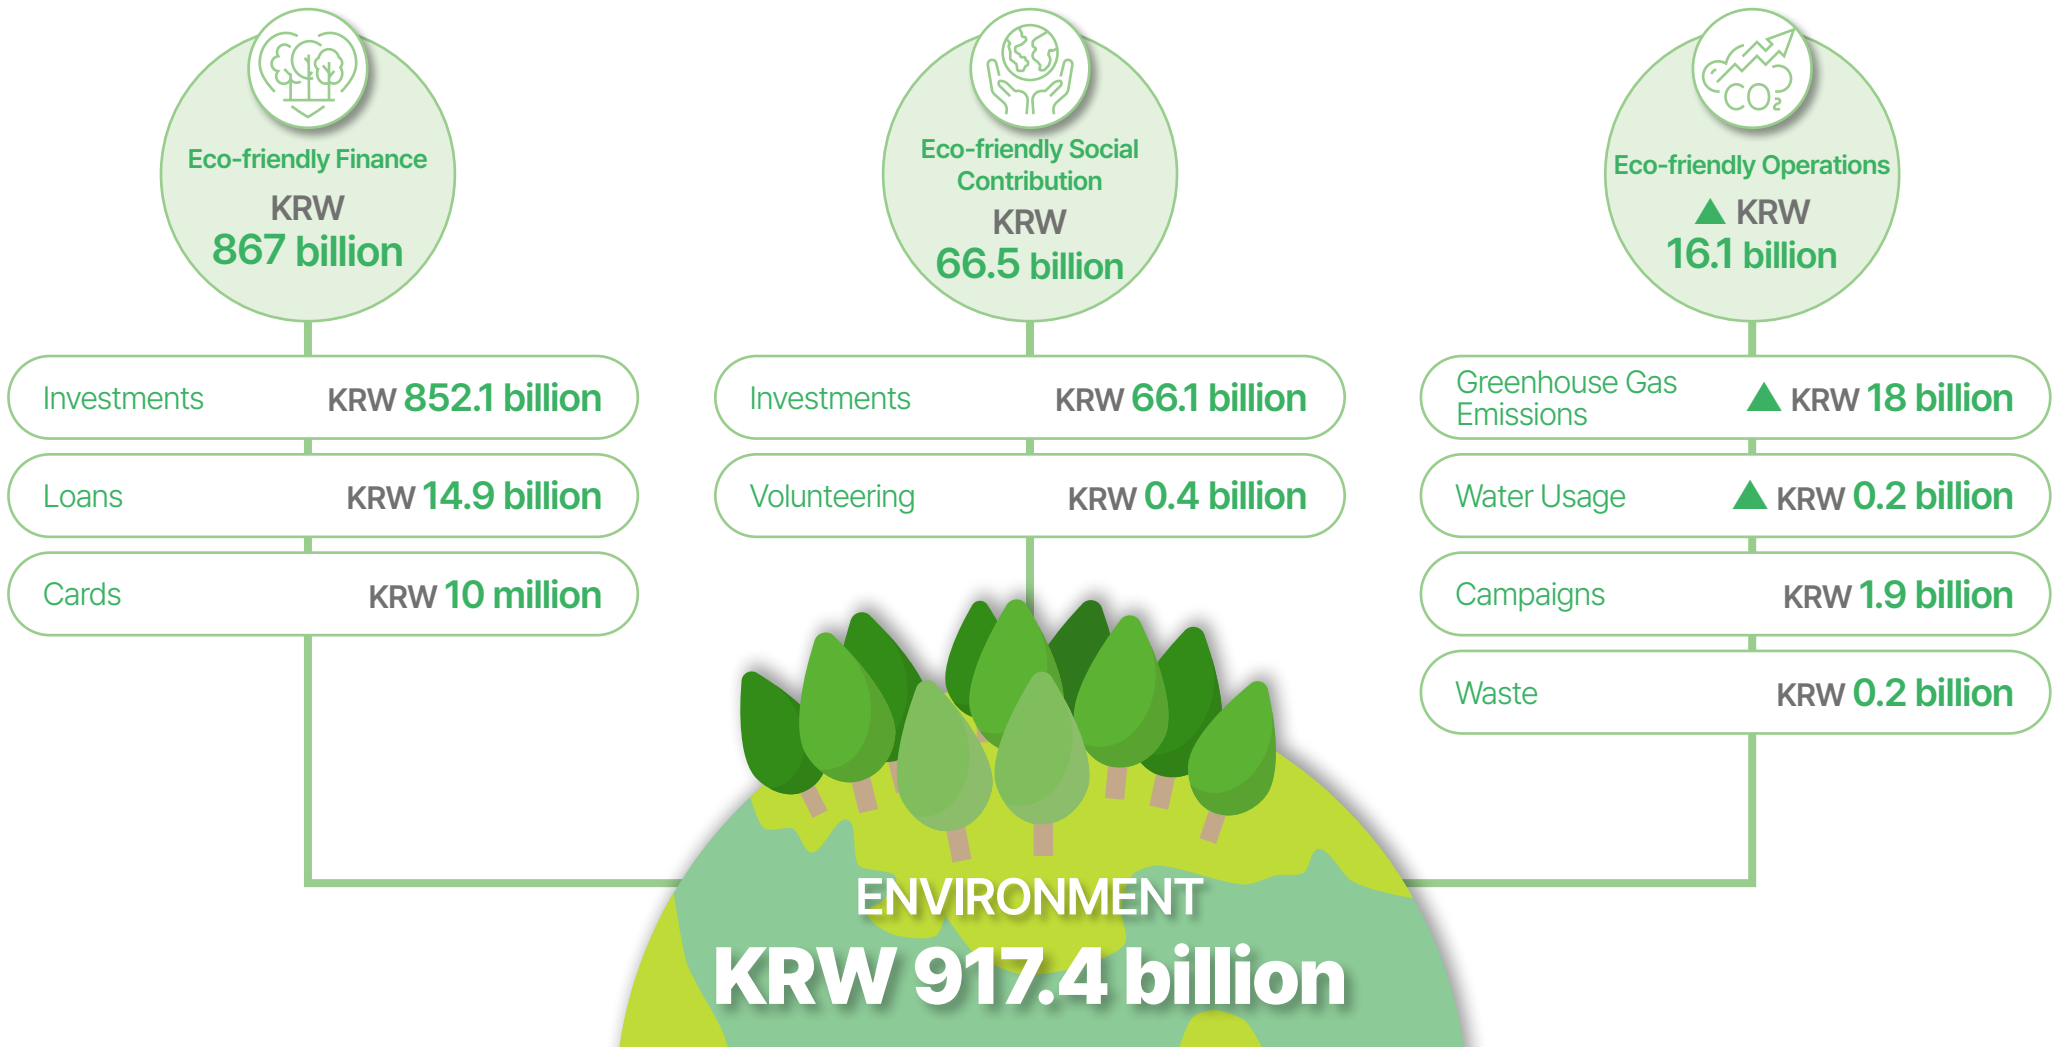 Eco-friendly Finance
KRW
867 billion
Investments KRW 852.1 billion
Loans KRW 14.9 billion
Cards KRW 10 million
Eco-friendly Social
Contribution
KRW
66.5 billion
Investments KRW 66.1 billion
Volunteering KRW 0.4 billion
CO₂
Eco-friendly Operations
▲ KRW
16.1 billion
Greenhouse Gas
Emissions ▲ KRW 18 billion
Water Usage ▲ KRW 0.2 billion
Campaigns KRW 1.9 billion
Waste KRW 0.2 billion
ENVIRONMENT
KRW 917.4 billion